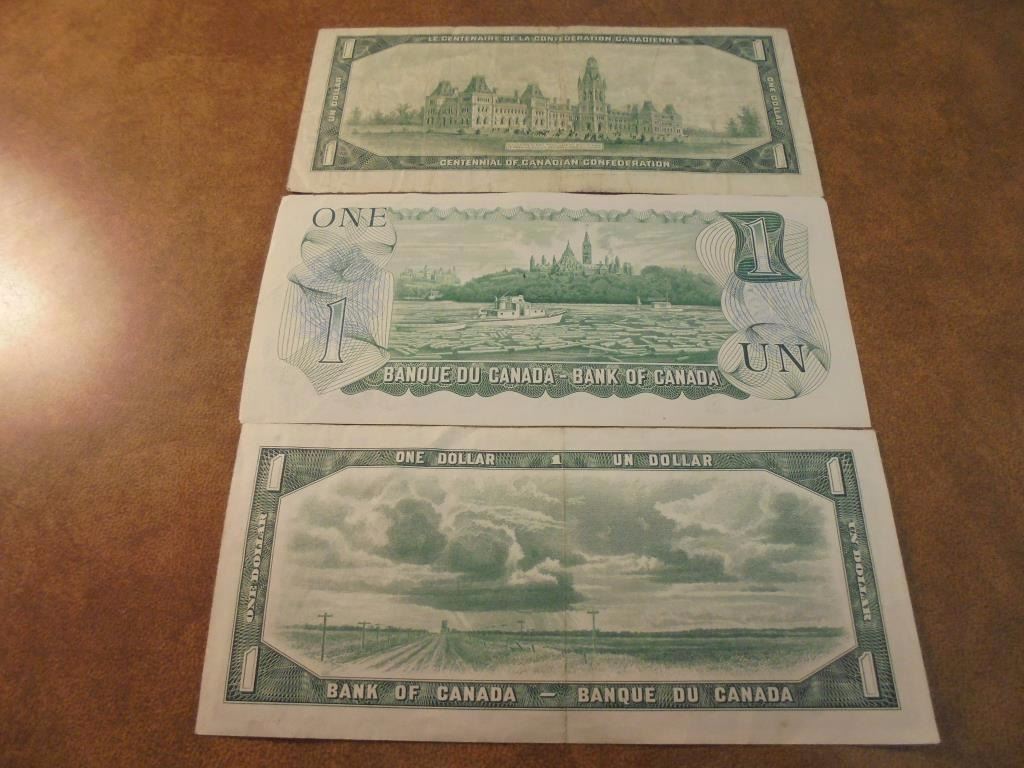 1 LE CENTENAIRE DE LA CONFÉDÉRATION CANADIENNE 1
UN DOLLAR
ONE DOLLAR
1 CENTENNIAL OF CANADIAN CONFEDERATION 1
ONE 1
1 UN
BANQUE DU CANADA - BANK OF CANADA
1 ONE DOLLAR 1 UN DOLLAR 1
ONE DOLLAR
UN DOLLAR
1 BANK OF CANADA — BANQUE DU CANADA 1